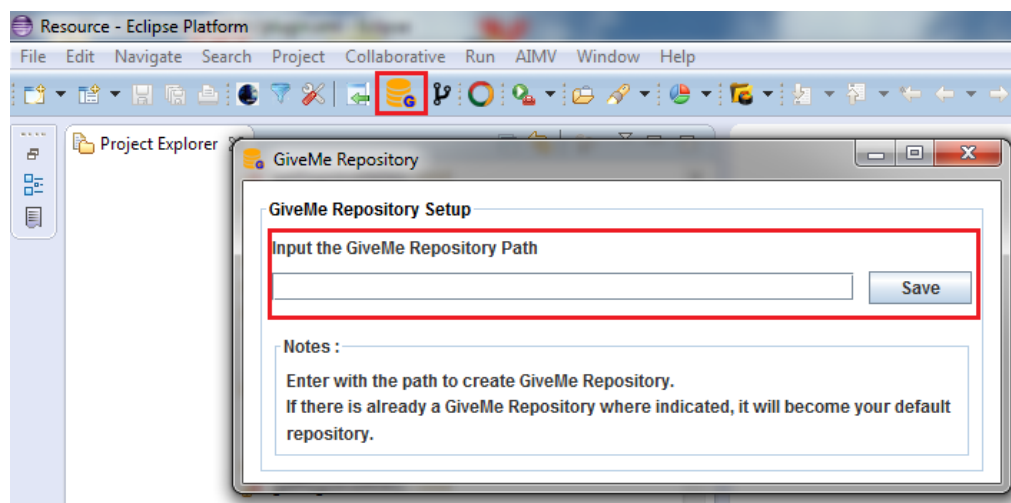 Resource - Eclipse Platform
File Edit Navigate Search Project Collaborative Run AIMV Window Help
Project Explorer
GiveMe Repository
GiveMe Repository Setup
Input the GiveMe Repository Path
Save
Notes :
Enter with the path to create GiveMe Repository.
If there is already a GiveMe Repository where indicated, it will become your default
repository.